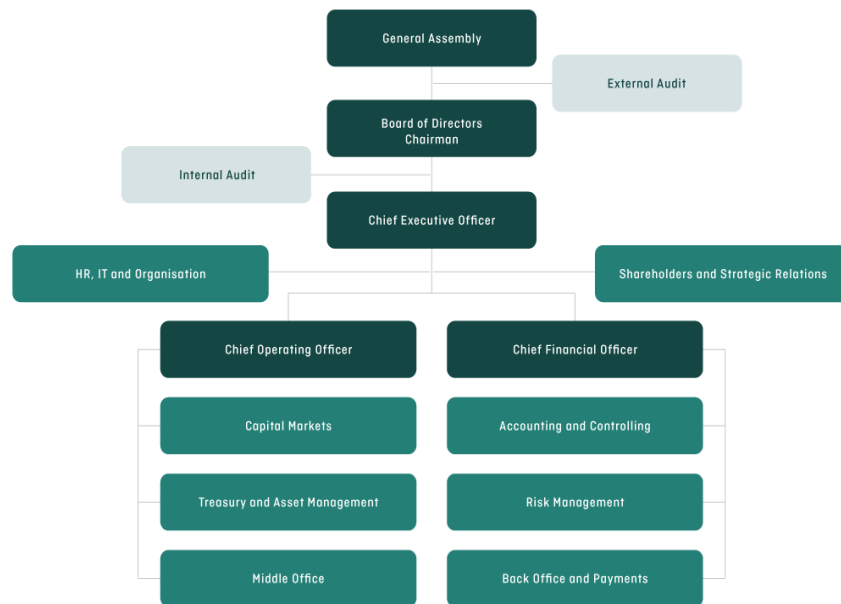 General Assembly
External Audit
Board of Directors
Chairman
Internal Audit
Chief Executive Officer
HR, IT and Organisation
Shareholders and Strategic Relations
Chief Operating Officer
Chief Financial Officer
Capital Markets
Accounting and Controlling
Treasury and Asset Management
Risk Management
Middle Office
Back Office and Payments